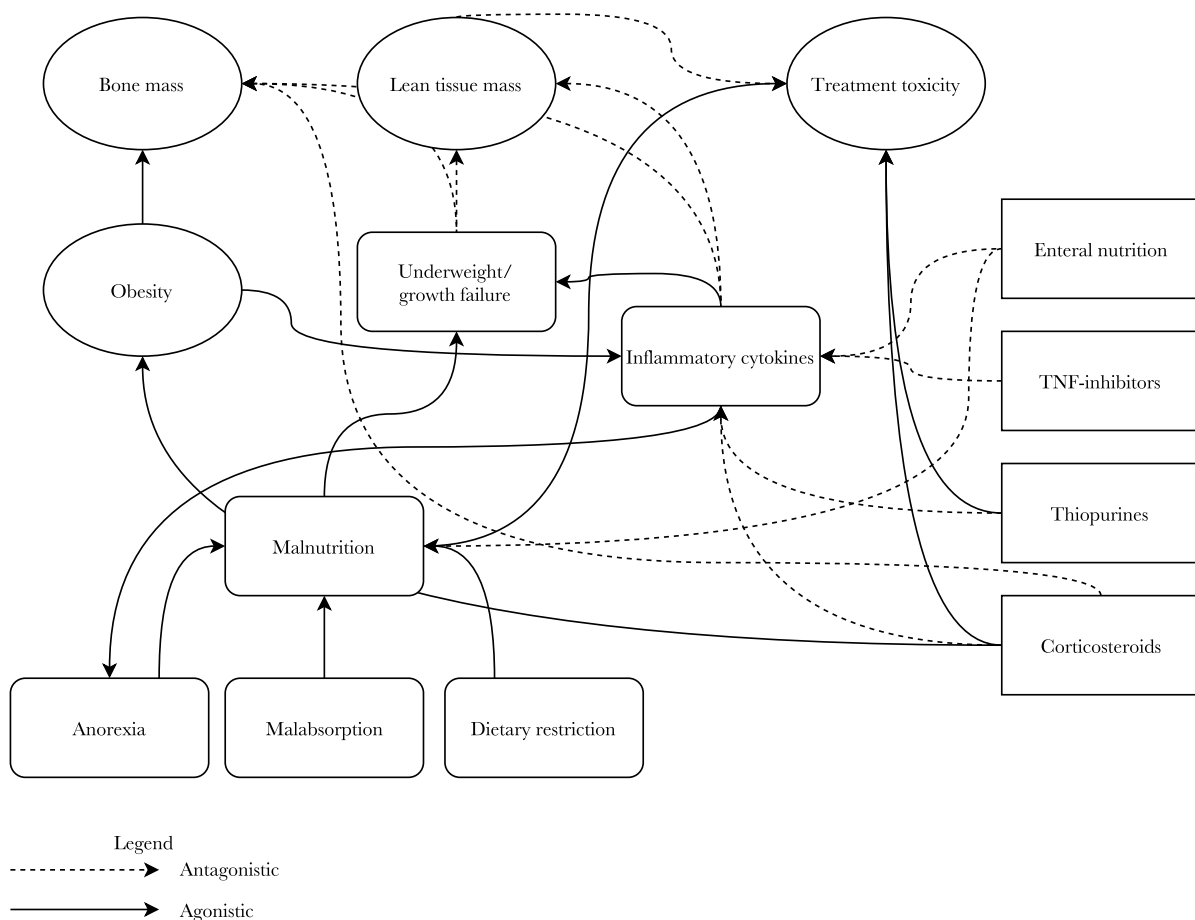 Bone mass
Lean tissue mass
Treatment toxicity
Enteral nutrition
Underweight/
growth failure
Obesity
Inflammatory cytokines
TNF-inhibitors
Thiopurines
Malnutrition
Corticosteroids
Anorexia
Malabsorption
Dietary restriction
Legend
Antagonistic
Agonistic